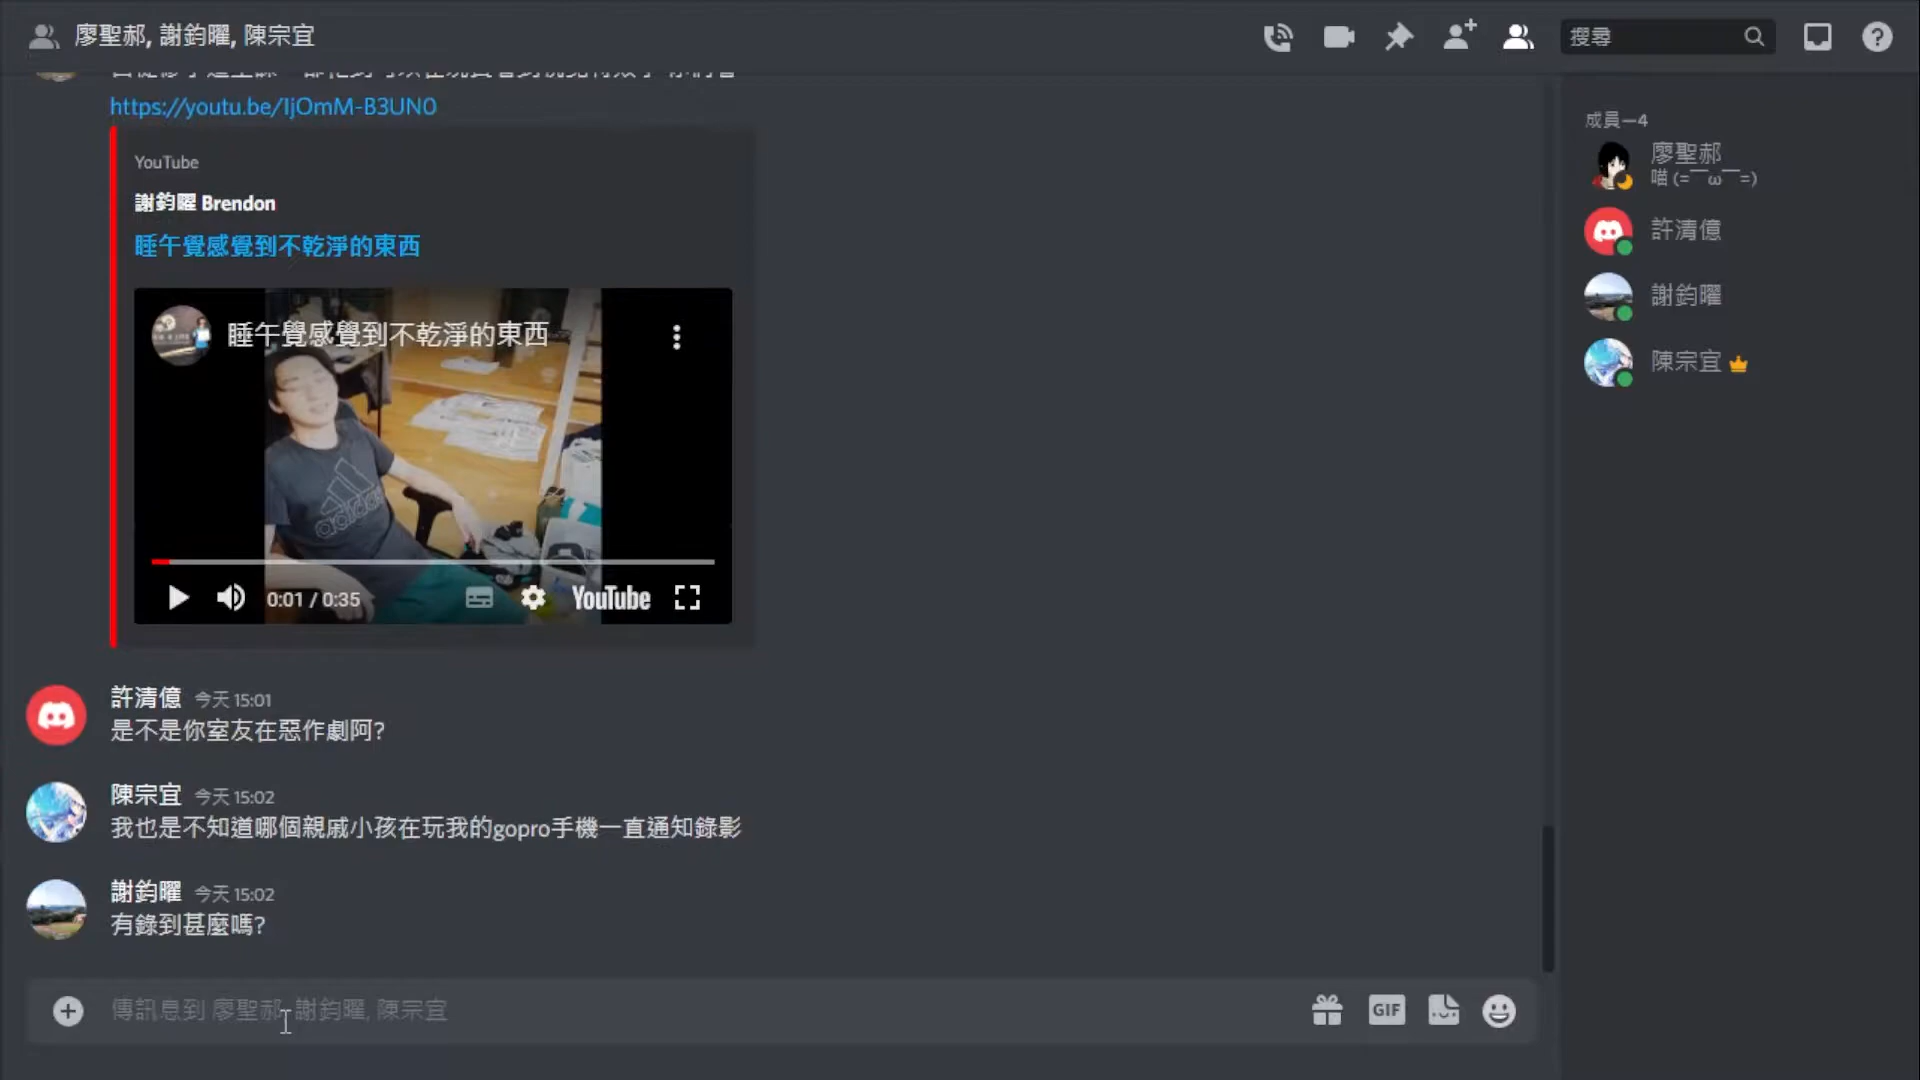 廖聖郝, 謝鈞曜, 陳宗宜
搜尋
https://youtu.be/IjOmM-B3UN0
YouTube
謝鈞曜 Brendon
睡午覺感覺到不乾淨的東西
睡午覺感覺到不乾淨的東西
adidas
0:01 / 0:35
YouTube
許清億 今天 15:01
是不是你室友在惡作劇阿?
陳宗宜 今天 15:02
我也是不知道哪個親戚小孩在玩我的gopro手機一直通知錄影
謝鈞曜 今天 15:02
有錄到甚麼嗎?
傳訊息到 廖聖郝, 謝鈞曜, 陳宗宜
GIF
成員—4
廖聖郝
喵 (=￣ω￣=)
許清億
謝鈞曜
陳宗宜